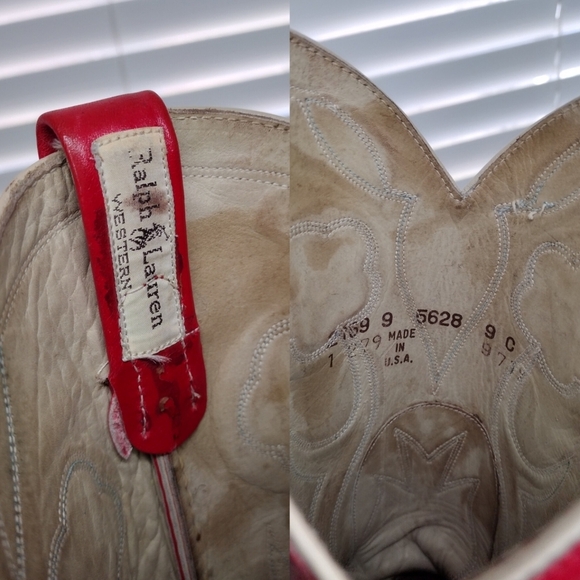 Ralph Lauren
WESTERN
5628 9 C
MADE
IN
U.S.A.